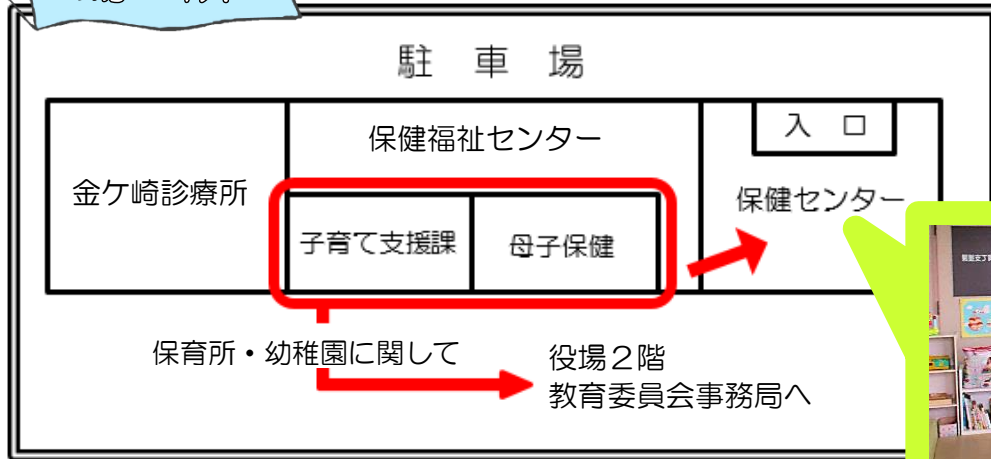 駐 車 場
保健福祉センター
入 口
金ケ崎診療所
保健センター
子育て支援課
母子保健
保育所・幼稚園に関して
役場２階
教育委員会事務局へ